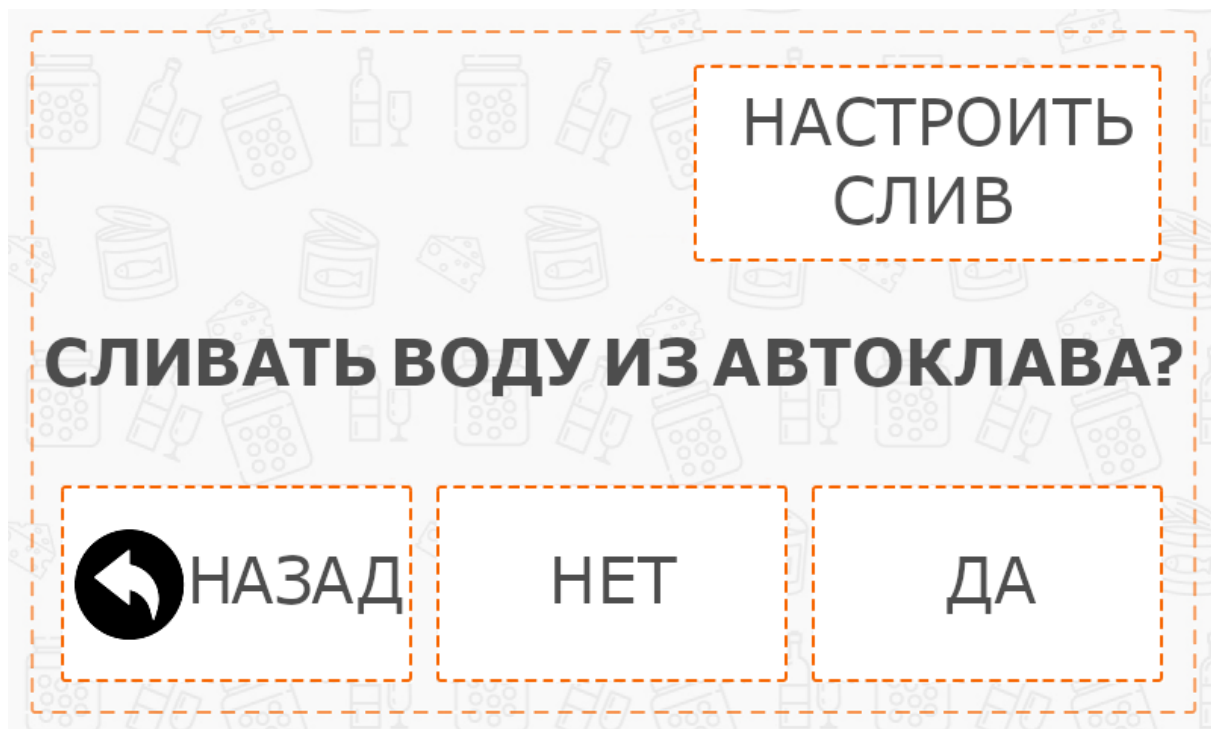 НАСТРОИТЬ
СЛИВ
СЛИВАТЬ ВОДУ ИЗ АВТОКЛАВА?
НАЗАД
НЕТ
ДА